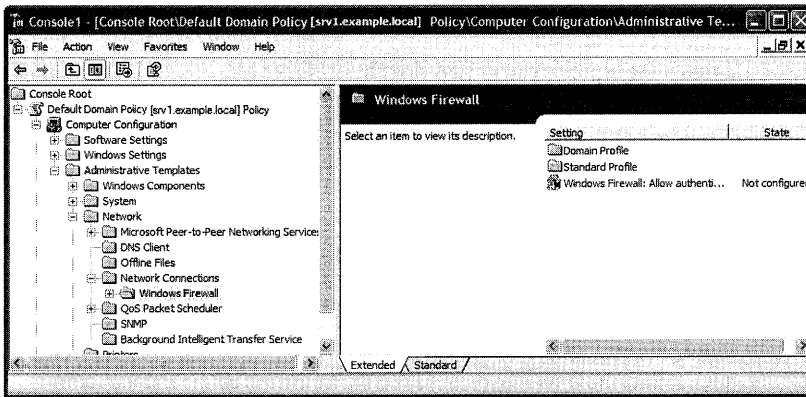 Console1 - [Console Root\Default Domain Policy [srv1.example.local] Policy\Computer Configuration\Administrative Te...
File Action View Favorites Window Help
Console Root
Default Domain Policy [srv1.example.local] Policy
Computer Configuration
Software Settings
Windows Settings
Administrative Templates
Windows Components
System
Network
Microsoft Peer-to-Peer Networking Services
DNS Client
Offline Files
Network Connections
Windows Firewall
QoS Packet Scheduler
SNMP
Background Intelligent Transfer Service
Printers
Windows Firewall
Select an item to view its description.
Setting State
Domain Profile
Standard Profile
Windows Firewall: Allow authenti... Not configured
Extended Standard